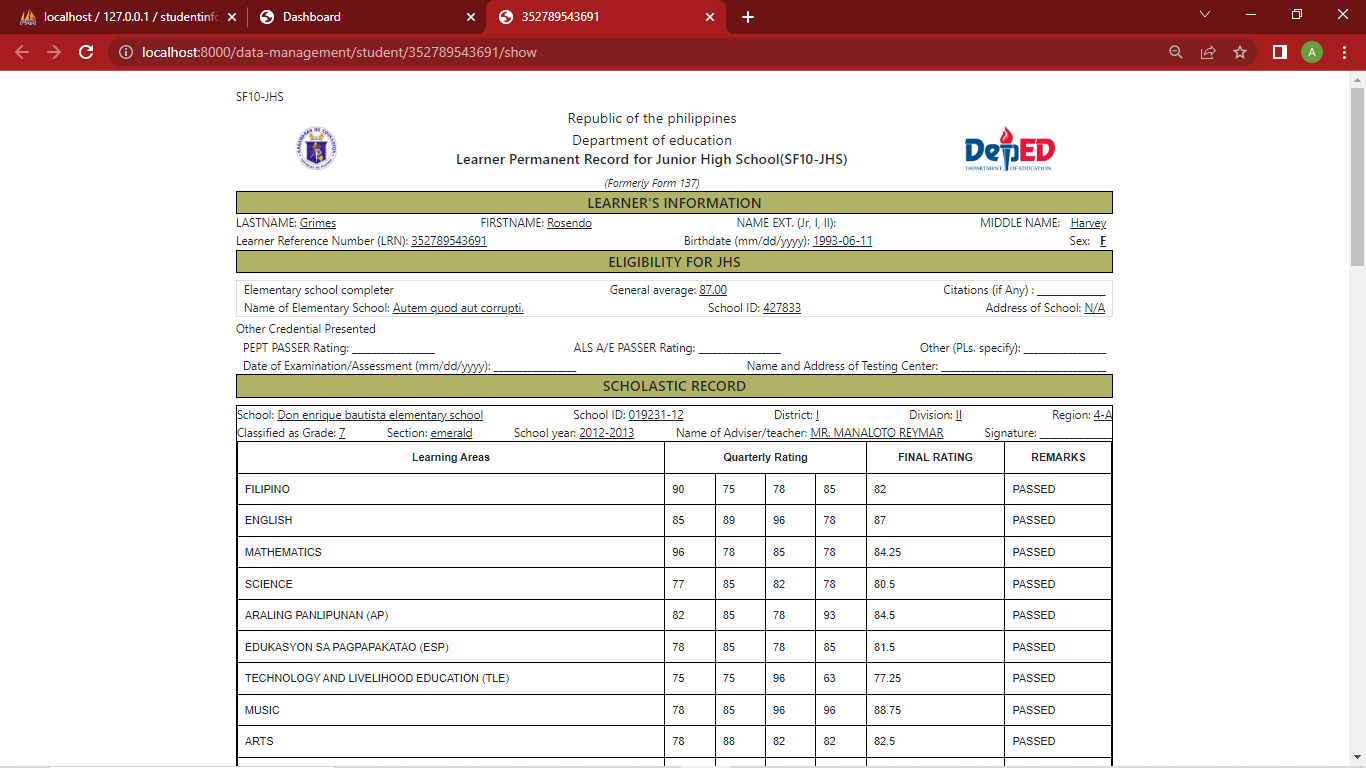 localhost / 127.0.0.1 / studentinfo
Dashboard
352789543691
localhost:8000/data-management/student/352789543691/show
A
SF10-JHS
Republic of the philippines
Department of education
Learner Permanent Record for Junior High School(SF10-JHS)
(Formerly Form 137)
DepED
DEPARTMENT OF EDUCATION
LEARNER'S INFORMATION
LASTNAME: Grimes FIRSTNAME: Rosendo NAME EXT. (Jr, I, II): MIDDLE NAME: Harvey
Learner Reference Number (LRN): 352789543691 Birthdate (mm/dd/yyyy): 1993-06-11 Sex: F
ELIGIBILITY FOR JHS
Elementary school completer General average: 87.00 Citations (if Any) : ____________
Name of Elementary School: Autem quod aut corrupti. School ID: 427833 Address of School: N/A
Other Credential Presented
PEPT PASSER Rating: ______________ ALS A/E PASSER Rating: ______________ Other (PLs. specify): ______________
Date of Examination/Assessment (mm/dd/yyyy): ______________ Name and Address of Testing Center: ____________________________
SCHOLASTIC RECORD
School: Don enrique bautista elementary school School ID: 019231-12 District: I Division: II Region: 4-A
Classified as Grade: 7 Section: emerald School year: 2012-2013 Name of Adviser/teacher: MR. MANALOTO REYMAR Signature: ____________
Learning Areas Quarterly Rating FINAL RATING REMARKS
FILIPINO 90 75 78 85 82 PASSED
ENGLISH 85 89 96 78 87 PASSED
MATHEMATICS 96 78 85 78 84.25 PASSED
SCIENCE 77 85 82 78 80.5 PASSED
ARALING PANLIPUNAN (AP) 82 85 78 93 84.5 PASSED
EDUKASYON SA PAGPAPAKATAO (ESP) 78 85 78 85 81.5 PASSED
TECHNOLOGY AND LIVELIHOOD EDUCATION (TLE) 75 75 96 63 77.25 PASSED
MUSIC 78 85 96 96 88.75 PASSED
ARTS 78 88 82 82 82.5 PASSED